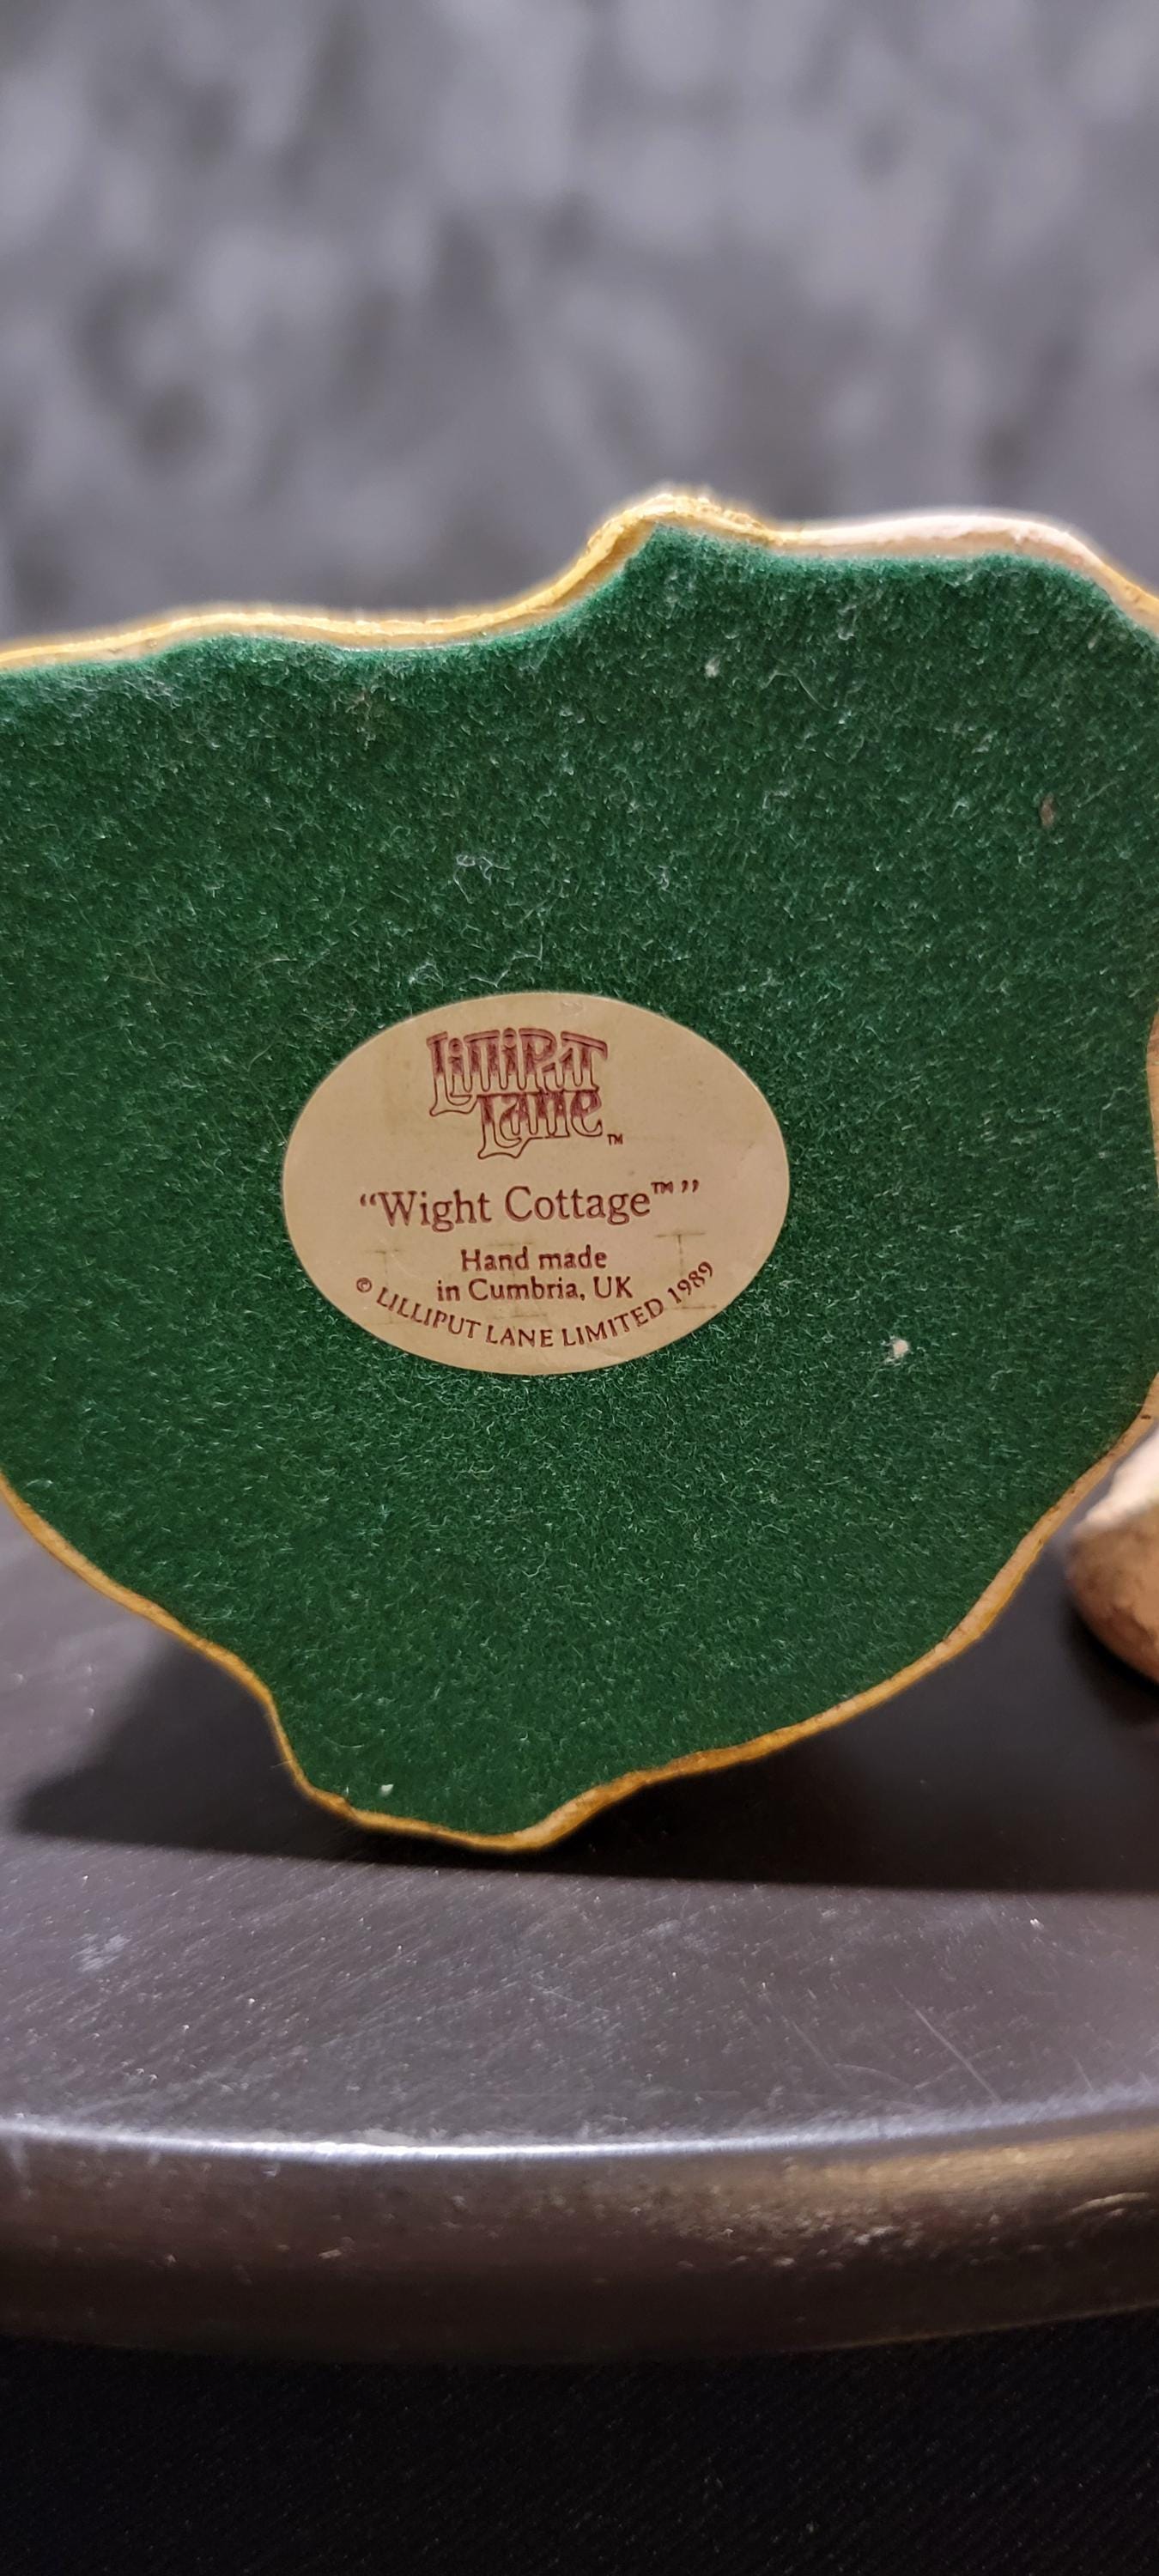 Lilliput
Lane™
“Wight Cottage™”
Hand made
in Cumbria, UK
© LILLIPUT LANE LIMITED 1989